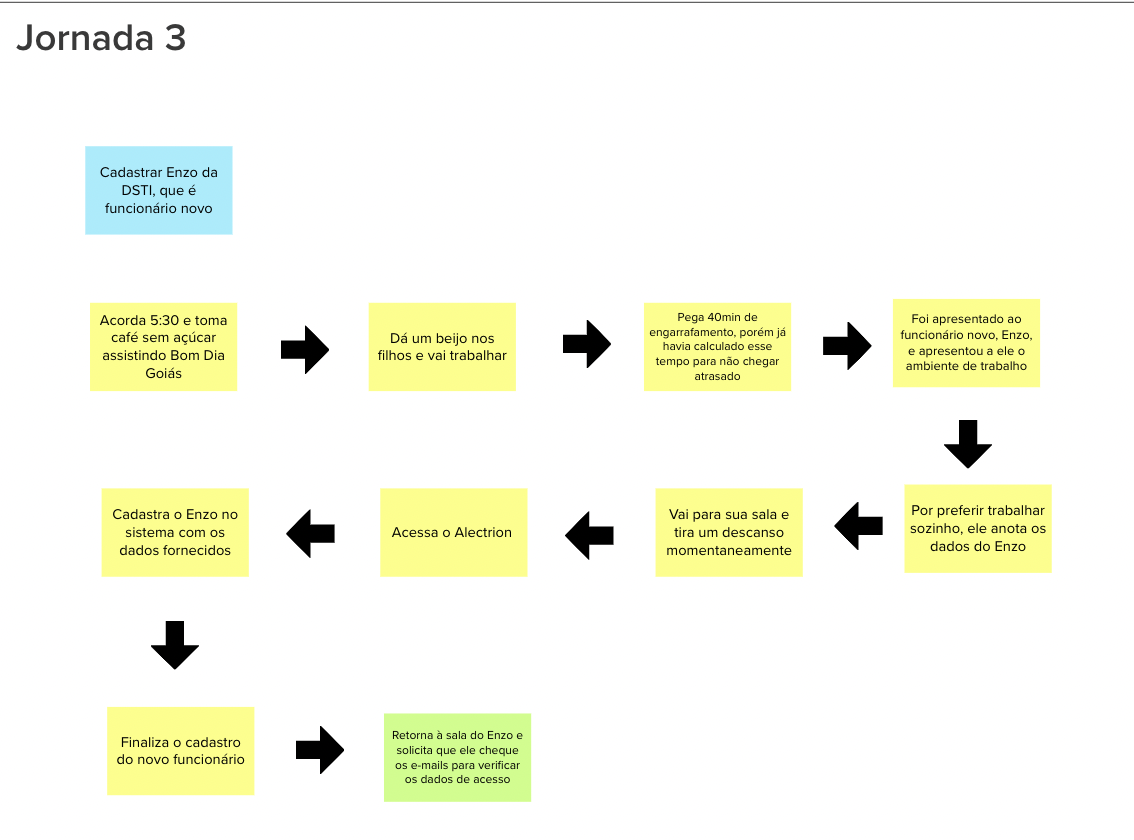 Jornada 3
Cadastrar Enzo da
DSTI, que é
funcionário novo
Acorda 5:30 e toma
café sem açúcar
assistindo Bom Dia
Goiás
Dá um beijo nos
filhos e vai trabalhar
Pega 40min de
engarrafamento, porém já
havia calculado esse
tempo para não chegar
atrasado
Foi apresentado ao
funcionário novo, Enzo,
e apresentou a ele o
ambiente de trabalho
Por preferir trabalhar
sozinho, ele anota os
dados do Enzo
Vai para sua sala e
tira um descanso
momentaneamente
Acessa o Alectrion
Cadastra o Enzo no
sistema com os
dados fornecidos
Finaliza o cadastro
do novo funcionário
Retorna à sala do Enzo e
solicita que ele cheque
os e-mails para verificar
os dados de acesso